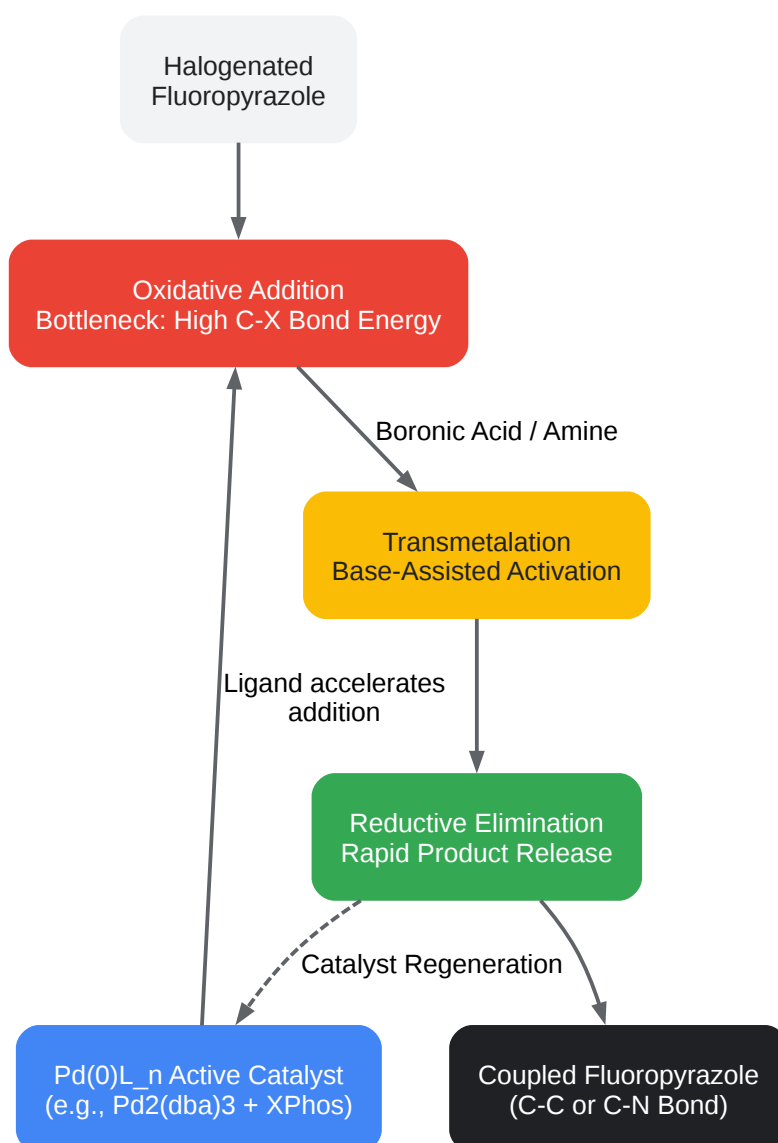 Halogenated
Fluoropyrazole
Oxidative Addition
Bottleneck: High C-X Bond Energy
Boronic Acid / Amine
Transmetalation
Base-Assisted Activation
Ligand accelerates
addition
Reductive Elimination
Rapid Product Release
Catalyst Regeneration
Pd(0)L_n Active Catalyst
(e.g., Pd2(dba)3 + XPhos)
Coupled Fluoropyrazole
(C-C or C-N Bond)